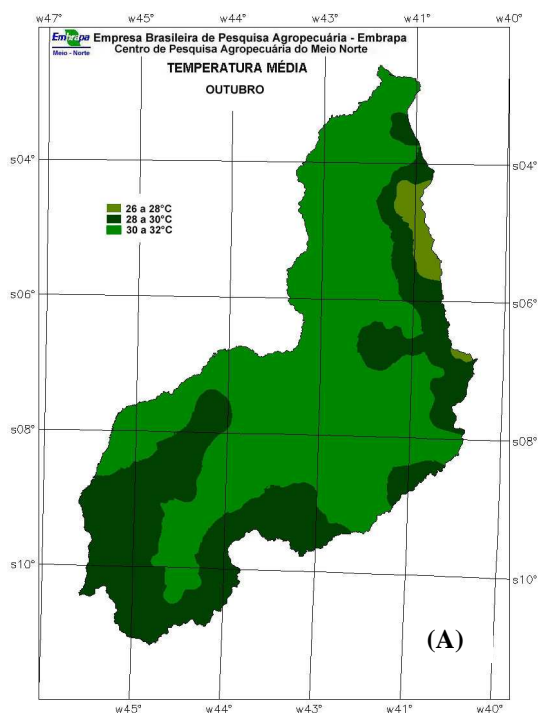 w47° w45° w44° w43° w41° w40°
Embrapa
Meio - Norte
Empresa Brasileira de Pesquisa Agropecuária - Embrapa
Centro de Pesquisa Agropecuária do Meio Norte
TEMPERATURA MÉDIA
OUTUBRO
s04° s04°
26 a 28°C
28 a 30°C
30 a 32°C
s06° s06°
s08° s08°
s10° s10°
(A)
w45° w44° w43° w41° w40°